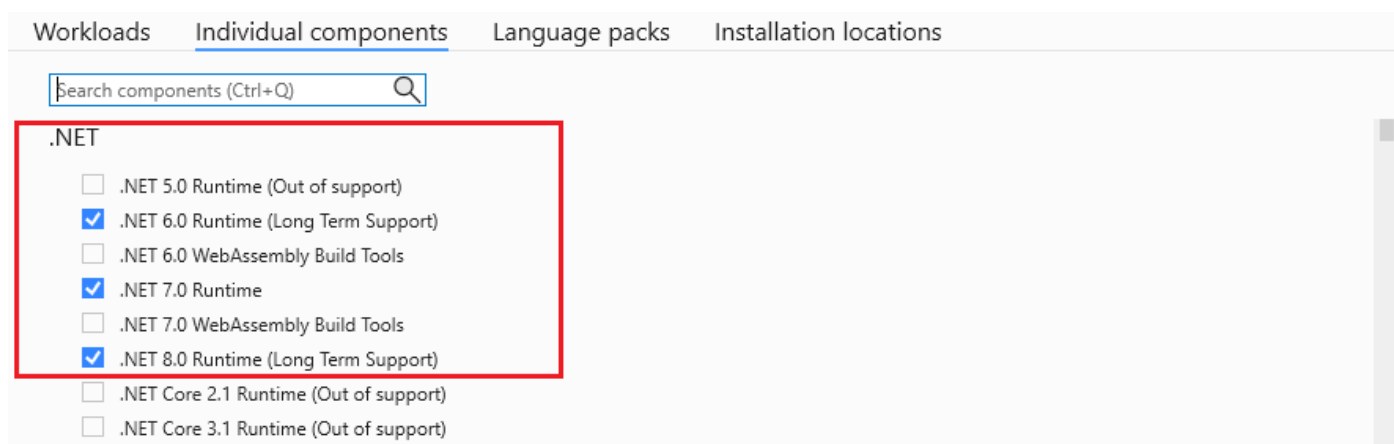 Workloads Individual components Language packs Installation locations
Search components (Ctrl+Q)
.NET
.NET 5.0 Runtime (Out of support)
.NET 6.0 Runtime (Long Term Support)
.NET 6.0 WebAssembly Build Tools
.NET 7.0 Runtime
.NET 7.0 WebAssembly Build Tools
.NET 8.0 Runtime (Long Term Support)
.NET Core 2.1 Runtime (Out of support)
.NET Core 3.1 Runtime (Out of support)